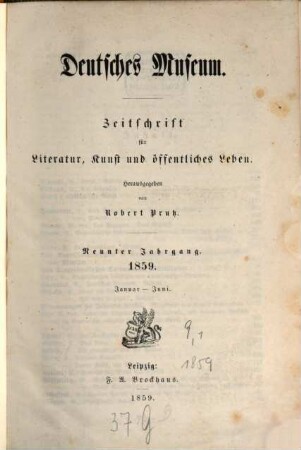 Deutsches Museum.
Zeitschrift
für
Literatur, Kunst und öffentliches Leben.
Herausgegeben
von
Robert Prutz.
Neunter Jahrgang.
1859.
Januar — Juni.
9,1
1859
Leipzig:
F. A. Brockhaus.
1859.
37 G